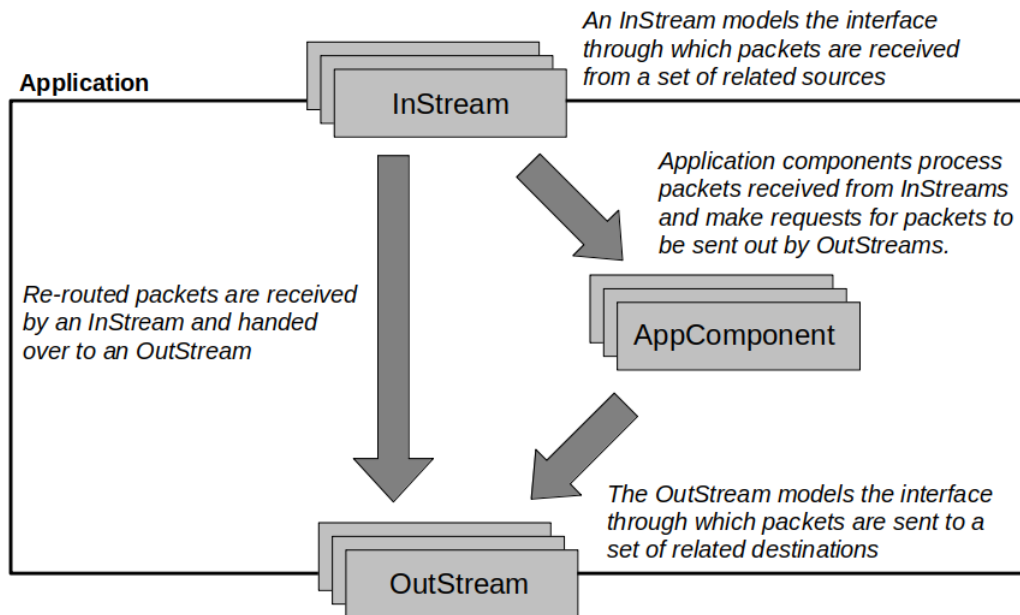 An InStream models the interface
through which packets are received
from a set of related sources
Application
InStream
Application components process
packets received from InStreams
and make requests for packets to
be sent out by OutStreams.
Re-routed packets are received
by an InStream and handed
over to an OutStream
AppComponent
The OutStream models the interface
through which packets are sent to a
set of related destinations
OutStream